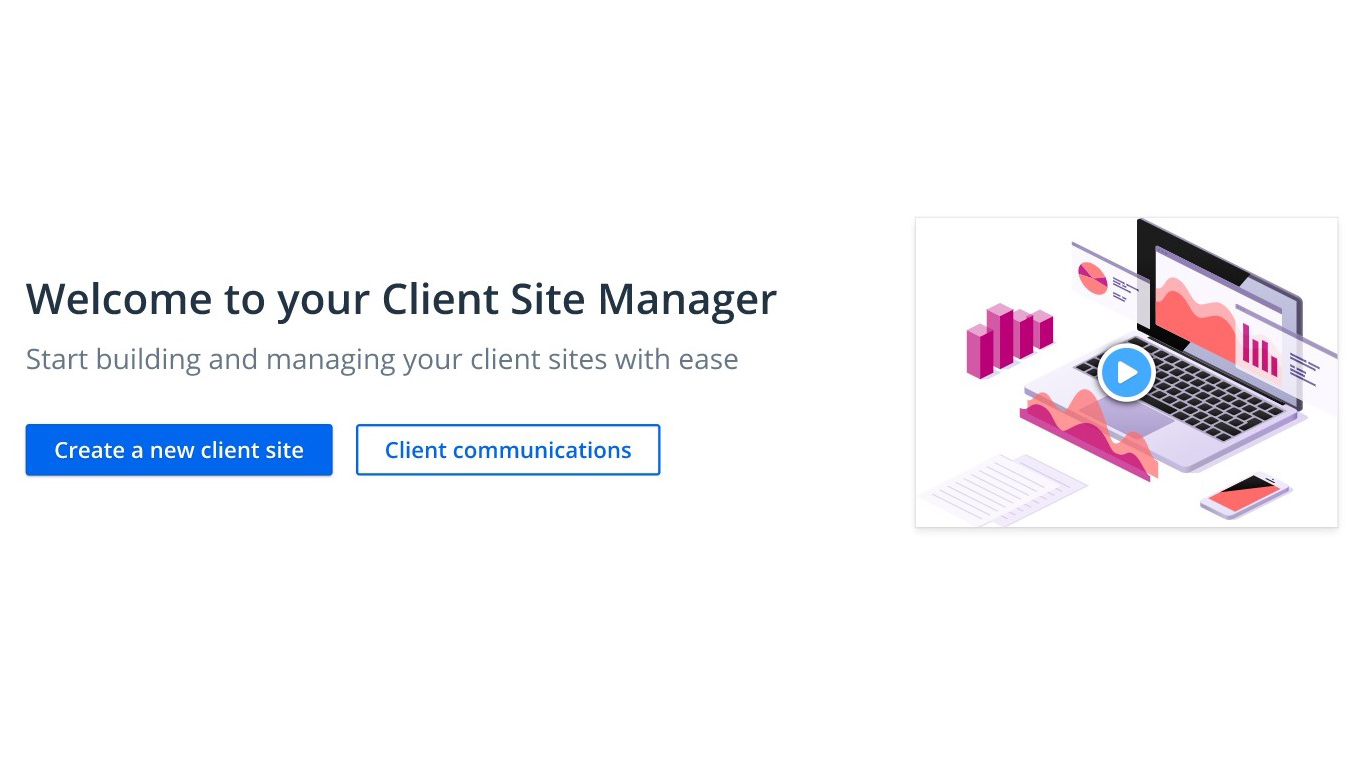 Welcome to your Client Site Manager
Start building and managing your client sites with ease
Create a new client site
Client communications